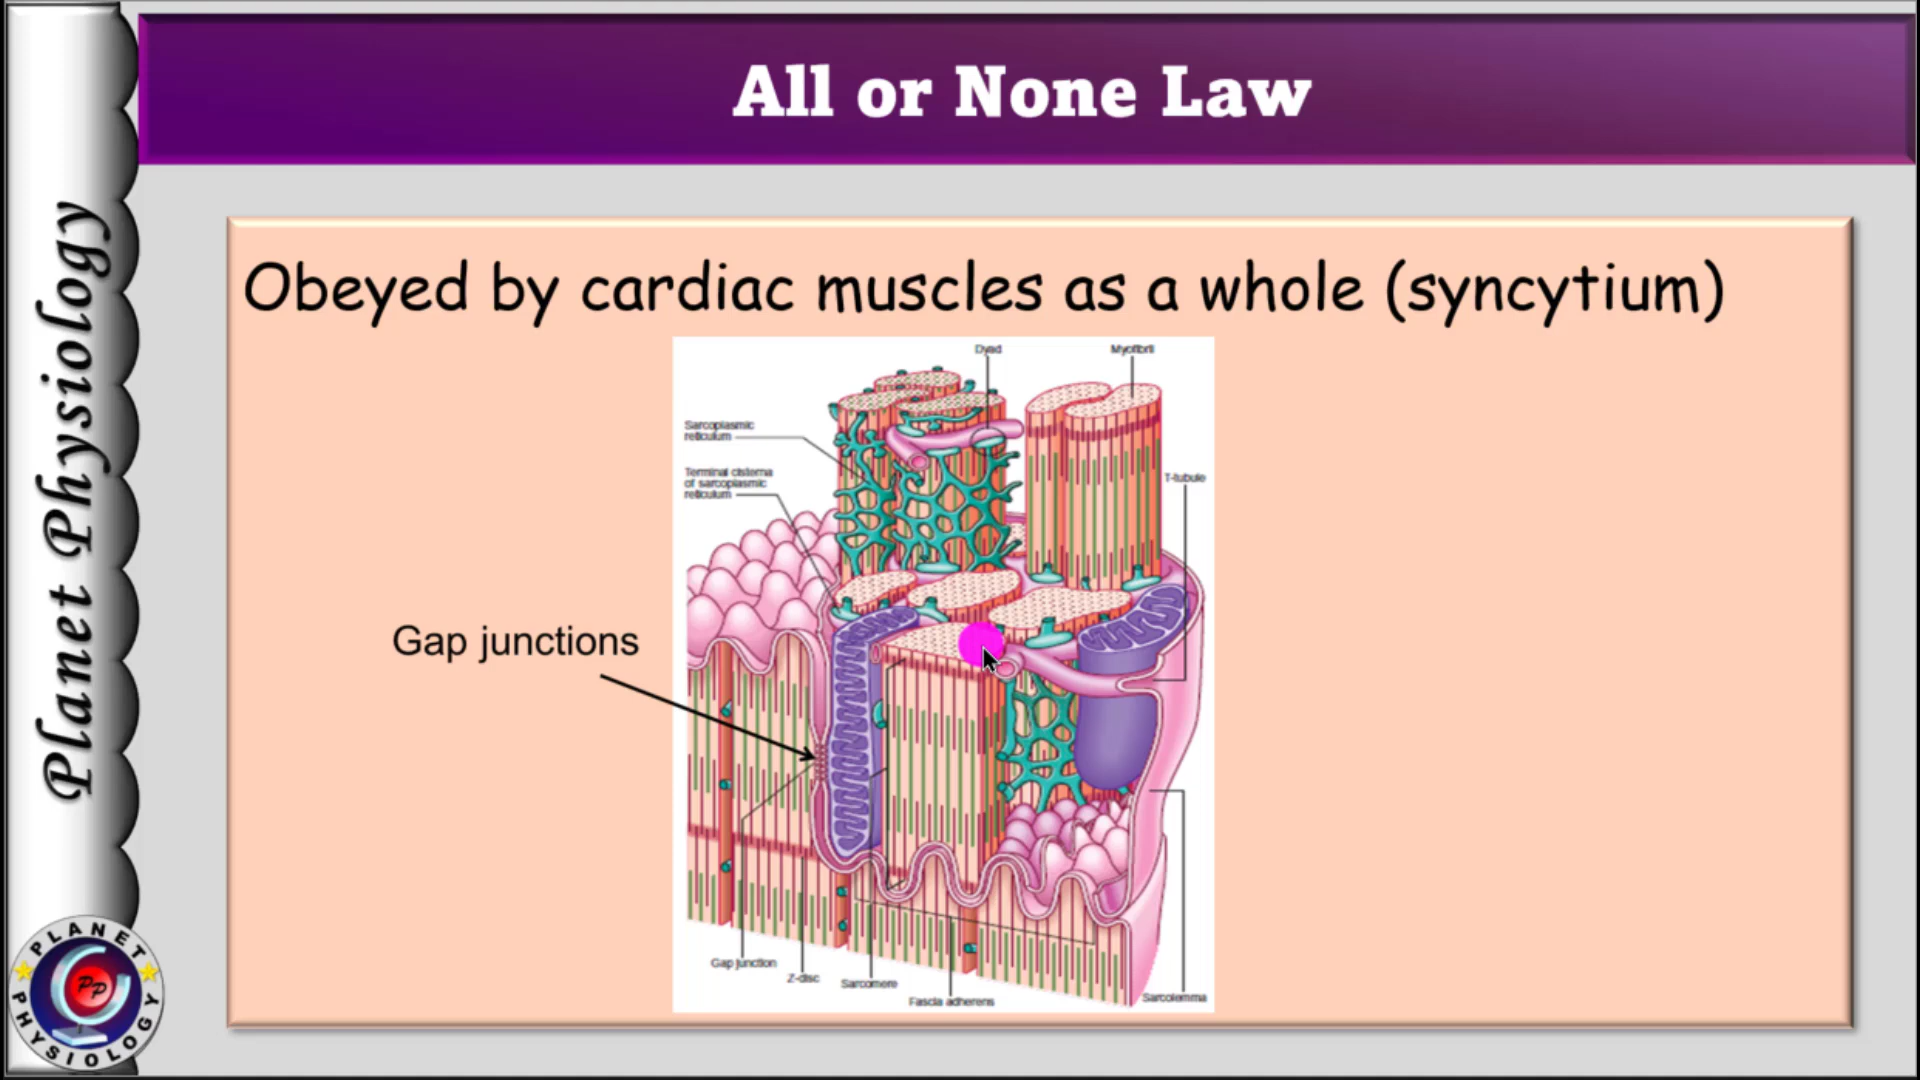 All or None Law
Planet Physiology
Obeyed by cardiac muscles as a whole (syncytium)
Dyad
Myofibril
Sarcoplasmic
reticulum
Terminal cisterna
of sarcoplasmic
reticulum
T-tubule
Gap junctions
Gap junction
Z-disc
Sarcomere
Fascia adherens
Sarcolemma
PLANET
PP
PHYSIOLOGY